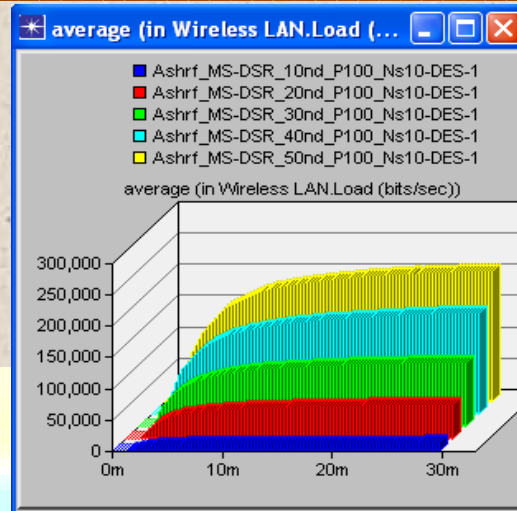 average (in Wireless LAN.Load (...
Ashrf_MS-DSR_10nd_P100_Ns10-DES-1
Ashrf_MS-DSR_20nd_P100_Ns10-DES-1
Ashrf_MS-DSR_30nd_P100_Ns10-DES-1
Ashrf_MS-DSR_40nd_P100_Ns10-DES-1
Ashrf_MS-DSR_50nd_P100_Ns10-DES-1
average (in Wireless LAN.Load (bits/sec))
300,000
250,000
200,000
150,000
100,000
50,000
0
0m 10m 20m 30m